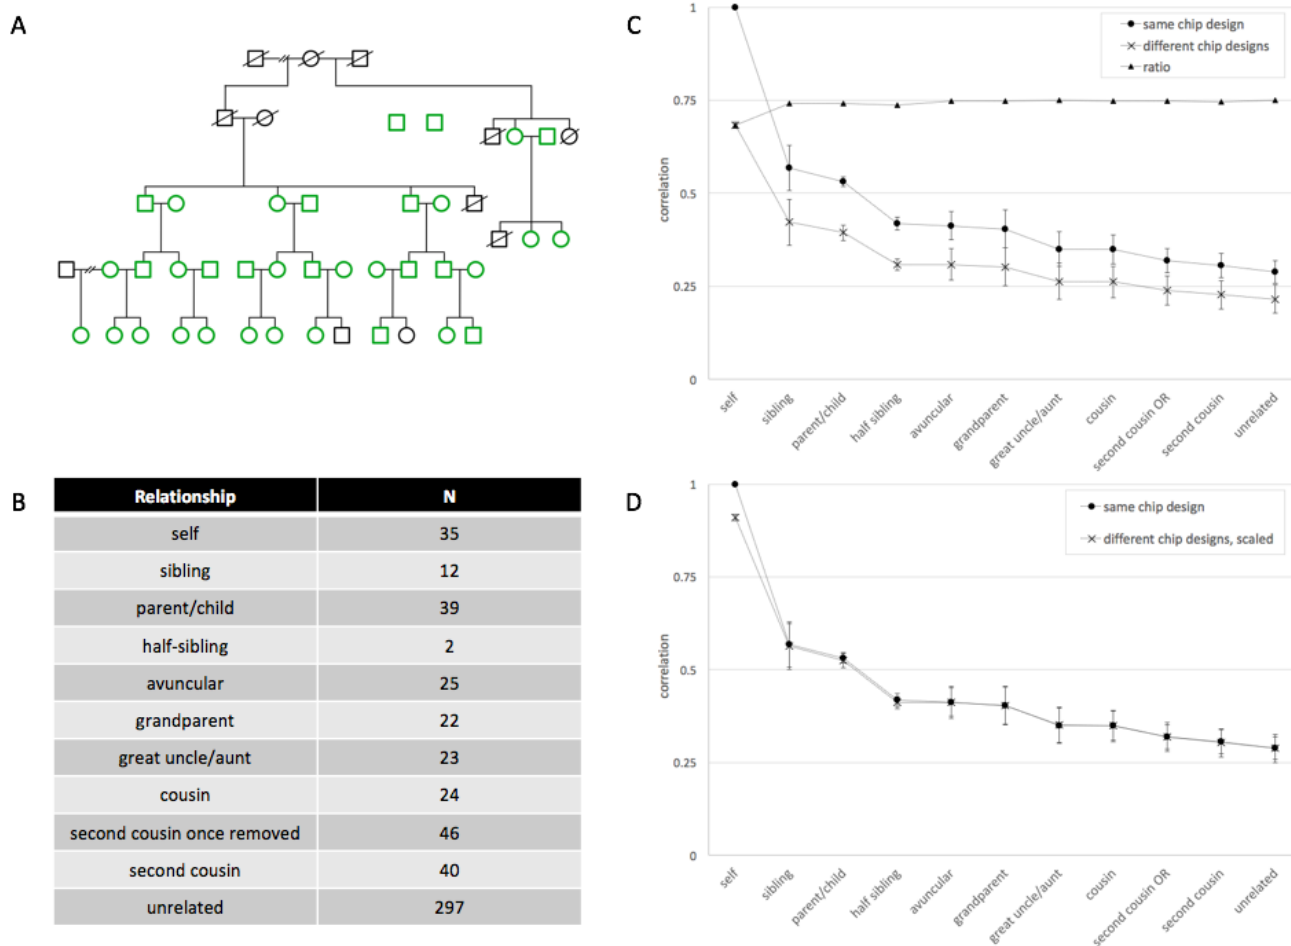 A
B
Relationship N
self 35
sibling 12
parent/child 39
half-sibling 2
avuncular 25
grandparent 22
great uncle/aunt 23
cousin 24
second cousin once removed 46
second cousin 40
unrelated 297
C
same chip design
different chip designs
ratio
correlation
1
0.75
0.5
0.25
0
self
sibling
parent/child
half sibling
avuncular
grandparent
great uncle/aunt
cousin
second cousin OR
second cousin
unrelated
D
same chip design
different chip designs, scaled
correlation
1
0.75
0.5
0.25
0
self
sibling
parent/child
half sibling
avuncular
grandparent
great uncle/aunt
cousin
second cousin OR
second cousin
unrelated